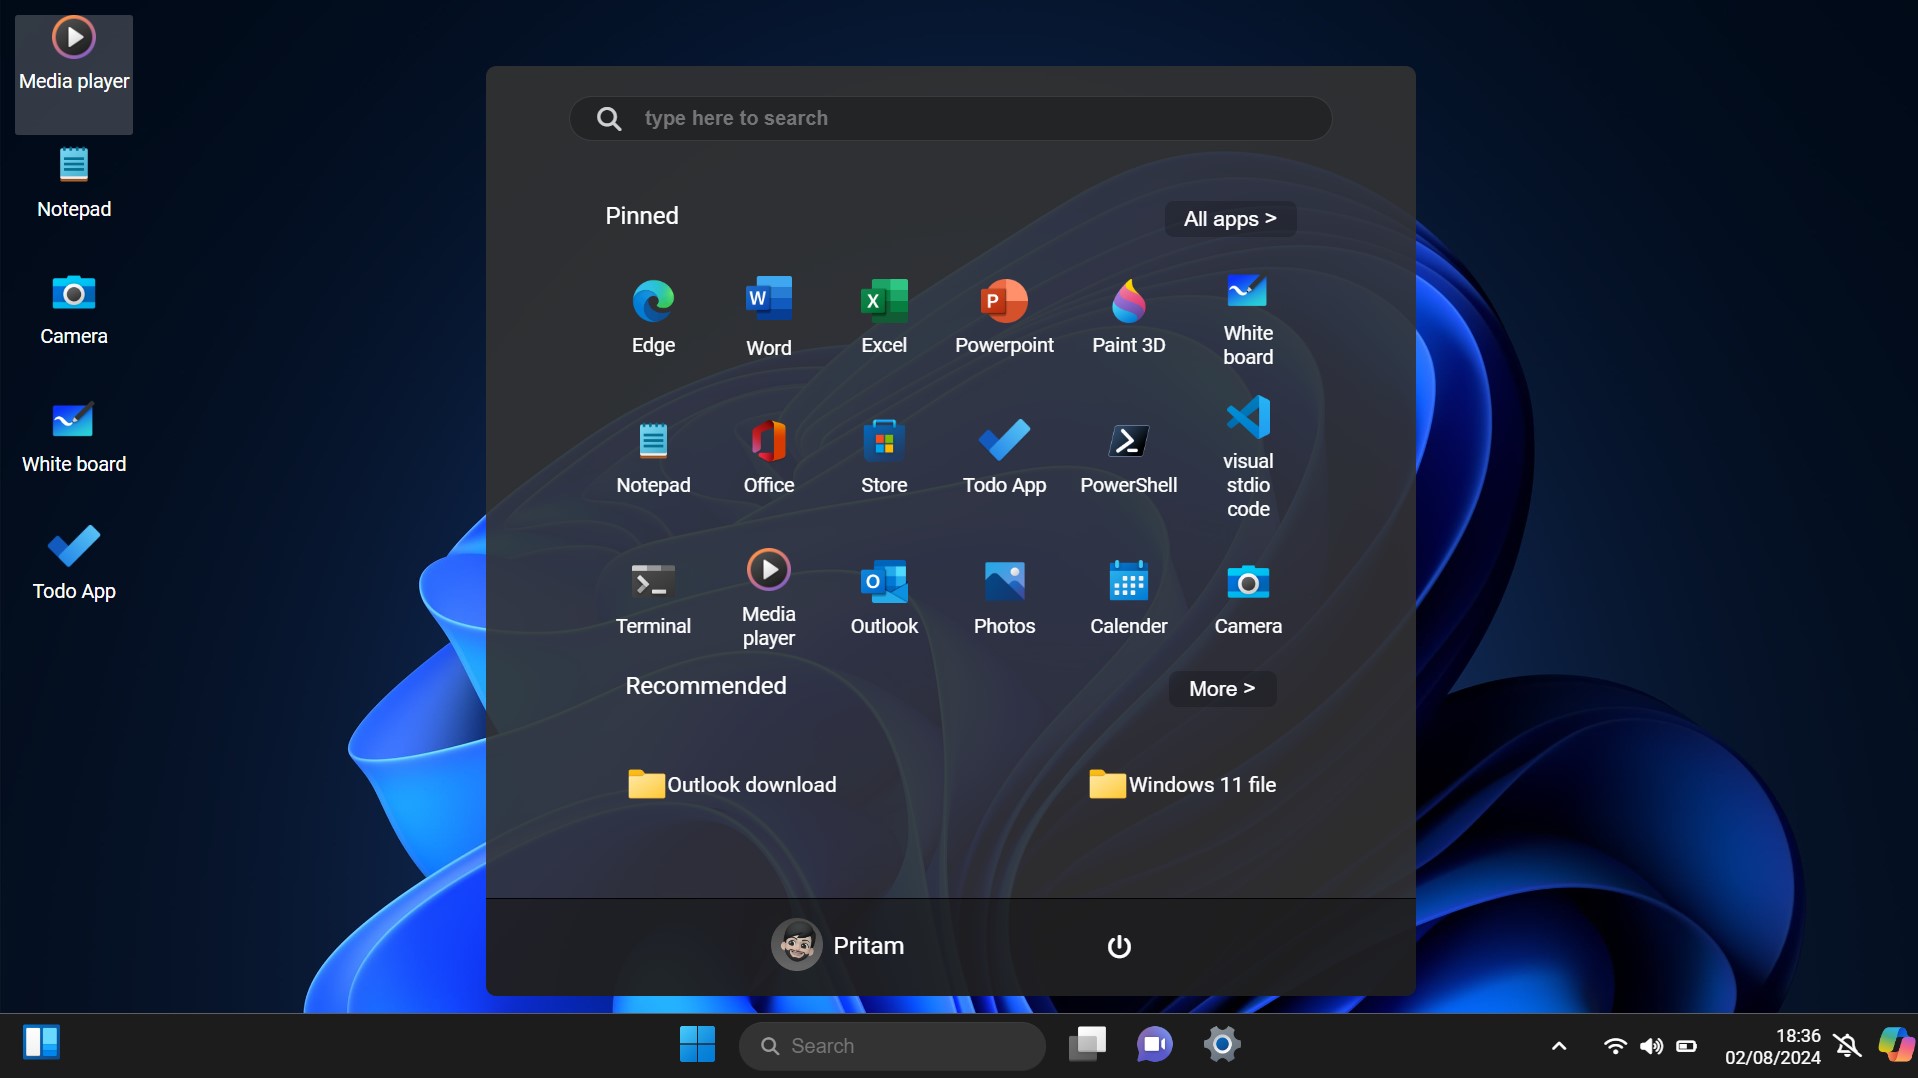 Media player
Notepad
Camera
White board
Todo App
type here to search
Pinned
All apps >
Edge
Word
Excel
Powerpoint
Paint 3D
White
board
Notepad
Office
Store
Todo App
PowerShell
visual
stdio
code
Terminal
Media
player
Outlook
Photos
Calender
Camera
Recommended
More >
Outlook download
Windows 11 file
Pritam
Search
18:36
02/08/2024